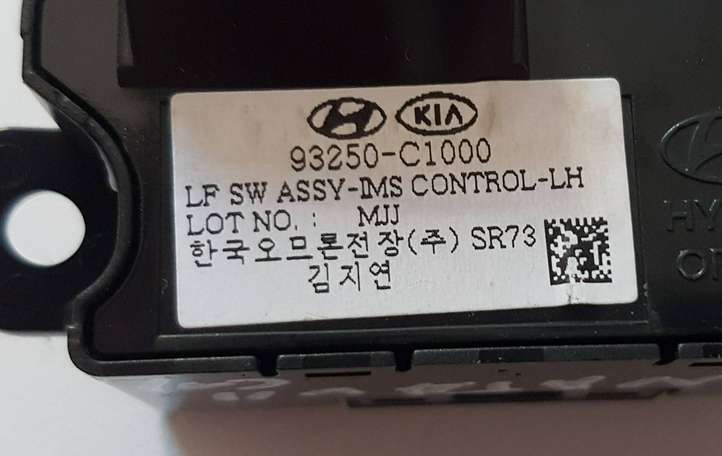 KIA
93250-C1000
LF SW ASSY-IMS CONTROL-LH
LOT NO. : MJJ
한국오므론전장(주) SR73
김지연